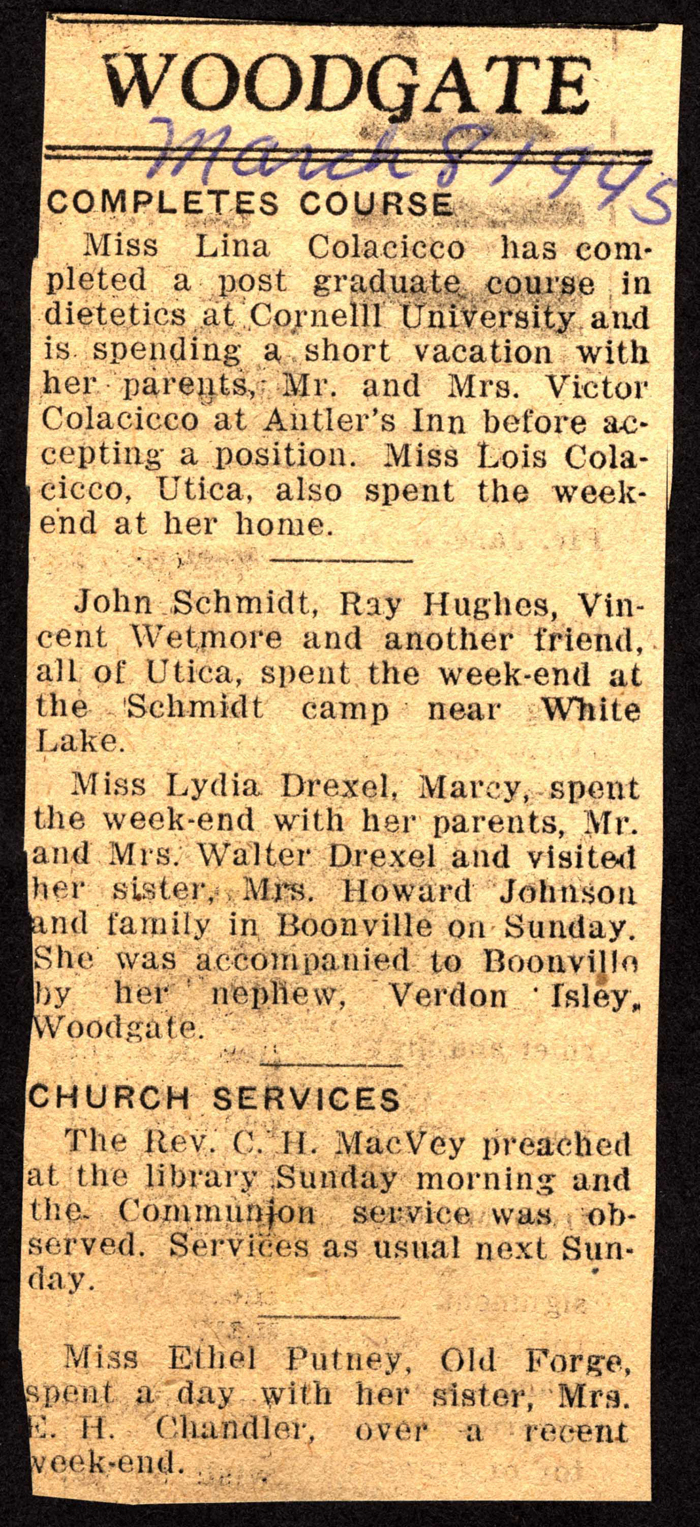 WOODGATE
March 8, 1945
COMPLETES COURSE
Miss Lina Colacicco has com-
pleted a post graduate course in
dietetics at Cornelll University and
is spending a short vacation with
her parents, Mr. and Mrs. Victor
Colacicco at Antler's Inn before ac-
cepting a position. Miss Lois Cola-
cicco, Utica, also spent the week-
end at her home.
John Schmidt, Ray Hughes, Vin-
cent Wetmore and another friend,
all of Utica, spent the week-end at
the Schmidt camp near White
Lake.
Miss Lydia Drexel, Marcy, spent
the week-end with her parents, Mr.
and Mrs. Walter Drexel and visited
her sister, Mrs. Howard Johnson
and family in Boonville on Sunday.
She was accompanied to Boonville
by her nephew, Verdon Isley,
Woodgate.
CHURCH SERVICES
The Rev. C. H. MacVey preached
at the library Sunday morning and
the Communion service was ob-
served. Services as usual next Sun-
day.
Miss Ethel Putney, Old Forge,
spent a day with her sister, Mrs.
E. H. Chandler, over a recent
week-end.